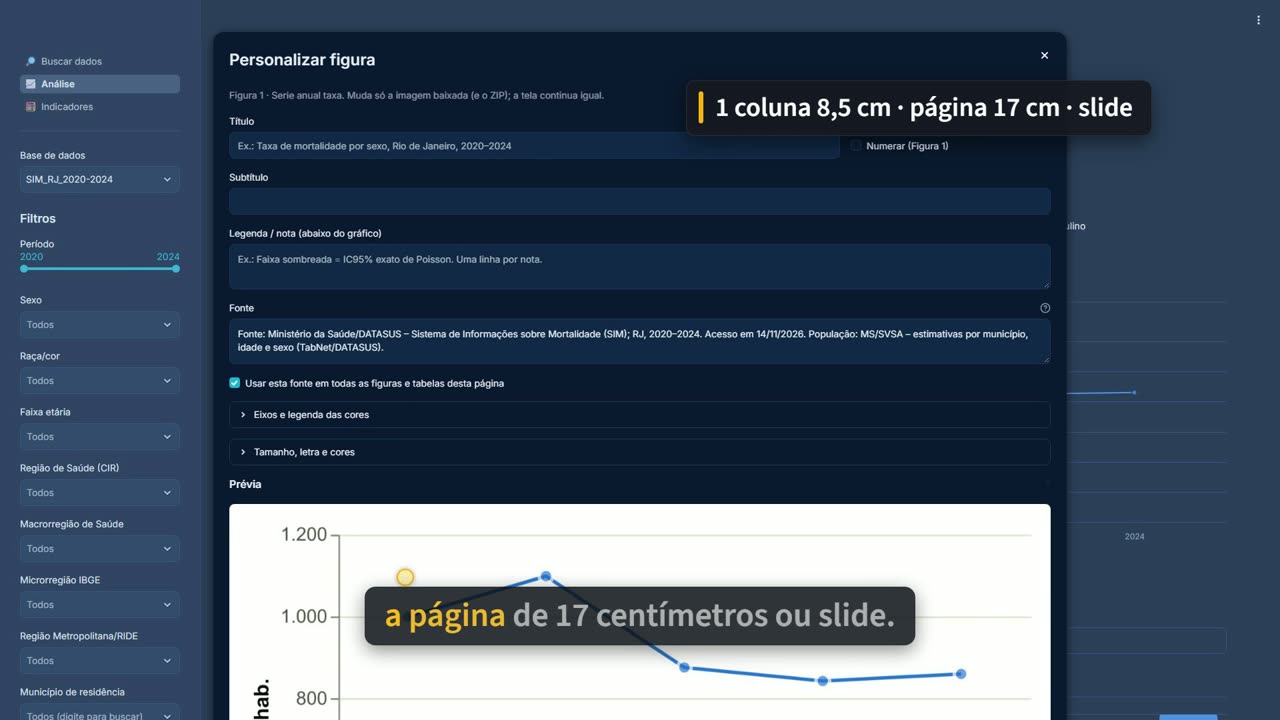 Buscar dados
Análise
Indicadores
Base de dados
SIM_RJ_2020-2024
Filtros
Período
2020 2024
Sexo
Todos
Raça/cor
Todos
Faixa etária
Todos
Região de Saúde (CIR)
Todos
Macrorregião de Saúde
Todos
Microrregião IBGE
Todos
Região Metropolitana/RIDE
Todos
Município de residência
Todos (digite para buscar)
Personalizar figura
Figura 1 · Serie anual taxa. Muda só a imagem baixada (e o ZIP); a tela continua igual.
1 coluna 8,5 cm · página 17 cm · slide
Título
Ex.: Taxa de mortalidade por sexo, Rio de Janeiro, 2020–2024
Numerar (Figura 1)
Subtítulo
Legenda / nota (abaixo do gráfico)
Ex.: Faixa sombreada = IC95% exato de Poisson. Uma linha por nota.
Fonte
Fonte: Ministério da Saúde/DATASUS – Sistema de Informações sobre Mortalidade (SIM); RJ, 2020–2024. Acesso em 14/11/2026. População: MS/SVSA – estimativas por município,
idade e sexo (TabNet/DATASUS).
Usar esta fonte em todas as figuras e tabelas desta página
Eixos e legenda das cores
Tamanho, letra e cores
Prévia
1.200
1.000
800
hab.
a página de 17 centímetros ou slide.
ulino
2024